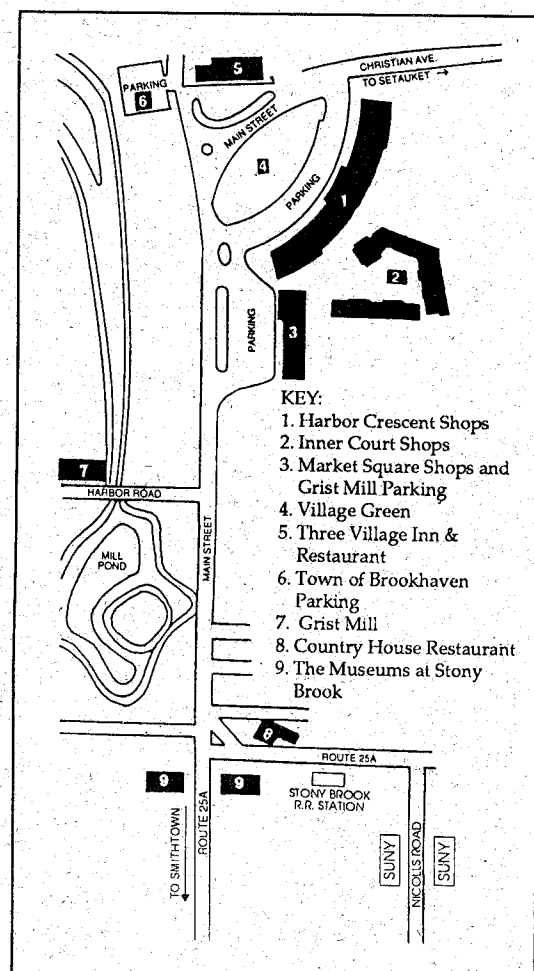 5
CHRISTIAN AVE.
TO SETAUKET →
PARKING
6
MAIN STREET
4
PARKING
1
2
PARKING
3
KEY:
1. Harbor Crescent Shops
2. Inner Court Shops
3. Market Square Shops and
Grist Mill Parking
4. Village Green
5. Three Village Inn &
Restaurant
6. Town of Brookhaven
Parking
7. Grist Mill
8. Country House Restaurant
9. The Museums at Stony
Brook
7
HARBOR ROAD
MILL
POND
MAIN STREET
8
ROUTE 25A
9
9
STONY BROOK
R.R. STATION
TO SMITHTOWN
ROUTE 25A
SUNY
NICOLLS ROAD
SUNY